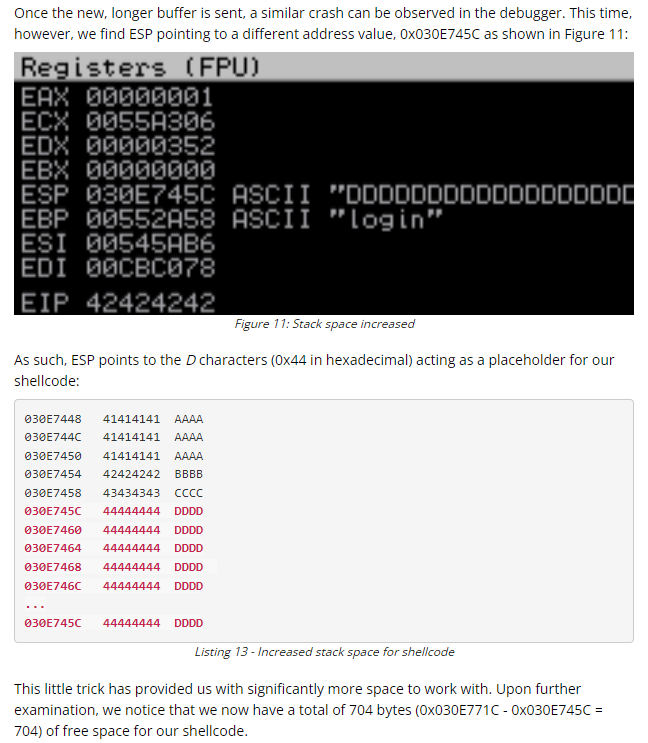 Once the new, longer buffer is sent, a similar crash can be observed in the debugger. This time,
however, we find ESP pointing to a different address value, 0x030E745C as shown in Figure 11:
Registers (FPU)
EAX 00000001
ECX 0055A306
EDX 00000352
EBX 00000000
ESP 030E745C ASCII "DDDDDDDDDDDDDDDDDDD
EBP 00552A58 ASCII "login"
ESI 00545AB6
EDI 00CBC078
EIP 42424242
Figure 11: Stack space increased
As such, ESP points to the D characters (0x44 in hexadecimal) acting as a placeholder for our
shellcode:
030E7448 41414141 AAAA
030E744C 41414141 AAAA
030E7450 41414141 AAAA
030E7454 42424242 BBBB
030E7458 43434343 CCCC
030E745C 44444444 DDDD
030E7460 44444444 DDDD
030E7464 44444444 DDDD
030E7468 44444444 DDDD
030E746C 44444444 DDDD
...
030E745C 44444444 DDDD
Listing 13 - Increased stack space for shellcode
This little trick has provided us with significantly more space to work with. Upon further
examination, we notice that we now have a total of 704 bytes (0x030E771C - 0x030E745C =
704) of free space for our shellcode.